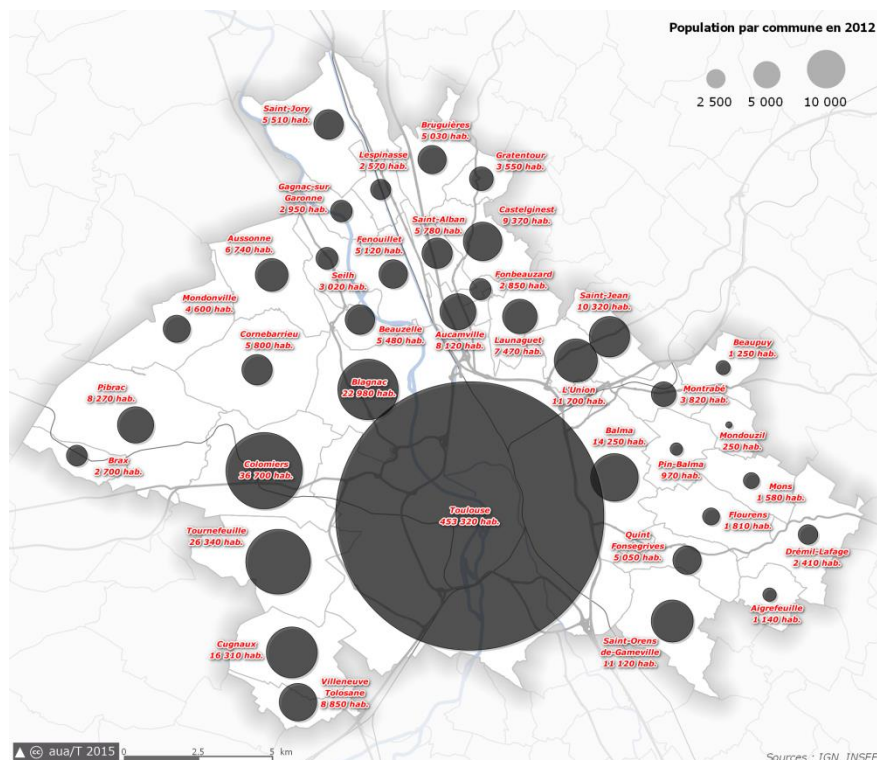 Population par commune en 2012
2 500
5 000
10 000
Saint-Jory
5 510 hab.
Bruguières
5 030 hab.
Lespinasse
2 570 hab.
Gratentour
3 550 hab.
Gagnac-sur
Garonne
2 950 hab.
Castelginest
9 370 hab.
Saint-Alban
5 780 hab.
Aussonne
6 740 hab.
Fenouillet
5 120 hab.
Seilh
3 020 hab.
Fonbeauzard
2 850 hab.
Mondonville
4 600 hab.
Saint-Jean
10 320 hab.
Cornebarrieu
5 800 hab.
Beauzelle
5 480 hab.
Aucamville
8 120 hab.
Launaguet
7 470 hab.
Beaupuy
1 250 hab.
Pibrac
8 270 hab.
Blagnac
22 980 hab.
L'Union
11 700 hab.
Montrabé
3 820 hab.
Balma
14 250 hab.
Mondouzil
250 hab.
Brax
2 700 hab.
Colomiers
36 700 hab.
Pin-Balma
970 hab.
Mons
1 580 hab.
Toulouse
453 320 hab.
Flourens
1 810 hab.
Tournefeuille
26 340 hab.
Quint
Fonsegrives
5 050 hab.
Drémil-Lafage
2 410 hab.
Aigrefeuille
1 140 hab.
Cugnaux
16 310 hab.
Saint-Orens
de-Gameville
11 120 hab.
Villeneuve
Tolosane
8 850 hab.
cc aua/T 2015
0 2.5 5 km
Sources : IGN, INSEE